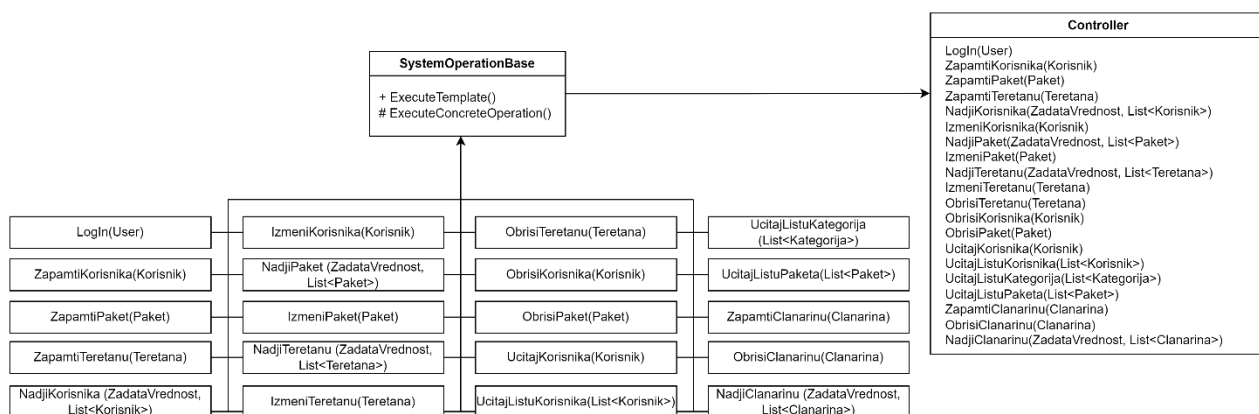 SystemOperationBase
+ ExecuteTemplate()
# ExecuteConcreteOperation()
Controller
LogIn(User)
ZapamtiKorisnika(Korisnik)
ZapamtiPaket(Paket)
ZapamtiTeretanu(Teretana)
NadjiKorisnika(ZadataVrednost, List<Korisnik>)
IzmeniKorisnika(Korisnik)
NadjiPaket(ZadataVrednost, List<Paket>)
IzmeniPaket(Paket)
NadjiTeretanu(ZadataVrednost, List<Teretana>)
IzmeniTeretanu(Teretana)
ObrisiTeretanu(Teretana)
ObrisiKorisnika(Korisnik)
ObrisiPaket(Paket)
UcitajKorisnika(Korisnik)
UcitajListuKorisnika(List<Korisnik>)
UcitajListuKategorija(List<Kategorija>)
UcitajListuPaketa(List<Paket>)
ZapamtiClanarinu(Clanarina)
ObrisiClanarinu(Clanarina)
NadjiClanarinu(ZadataVrednost, List<Clanarina>)
LogIn(User)
ZapamtiKorisnika(Korisnik)
ZapamtiPaket(Paket)
ZapamtiTeretanu(Teretana)
NadjiKorisnika (ZadataVrednost,
List<Korisnik>)
IzmeniKorisnika(Korisnik)
NadjiPaket (ZadataVrednost,
List<Paket>)
IzmeniPaket(Paket)
NadjiTeretanu (ZadataVrednost,
List<Teretana>)
IzmeniTeretanu(Teretana)
ObrisiTeretanu(Teretana)
ObrisiKorisnika(Korisnik)
ObrisiPaket(Paket)
UcitajKorisnika(Korisnik)
UcitajListuKorisnika(List<Korisnik>)
UcitajListuKategorija
(List<Kategorija>)
UcitajListuPaketa(List<Paket>)
ZapamtiClanarinu(Clanarina)
ObrisiClanarinu(Clanarina)
NadjiClanarinu (ZadataVrednost,
List<Clanarina>)